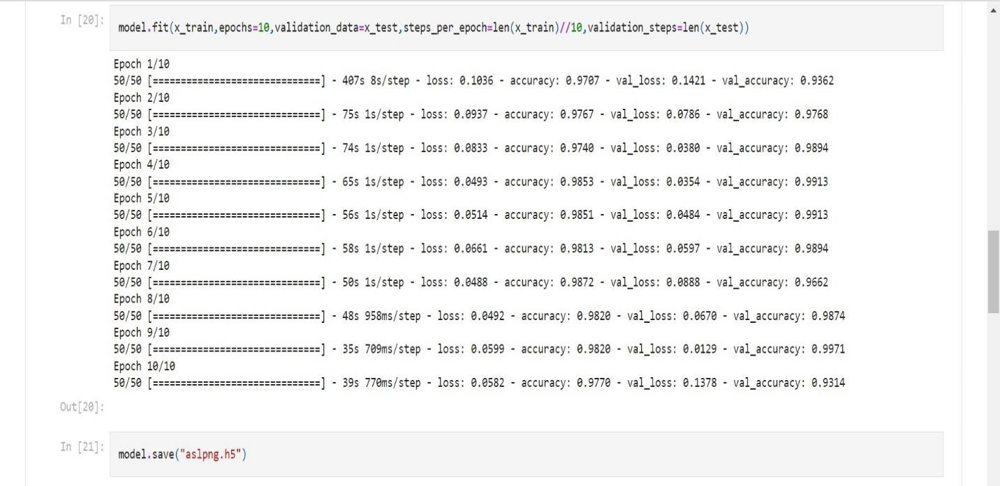 In [20]:
model.fit(x_train,epochs=10,validation_data=x_test,steps_per_epoch=len(x_train)//10,validation_steps=len(x_test))
Epoch 1/10
50/50 [==============================] - 407s 8s/step - loss: 0.1036 - accuracy: 0.9707 - val_loss: 0.1421 - val_accuracy: 0.9362
Epoch 2/10
50/50 [==============================] - 75s 1s/step - loss: 0.0937 - accuracy: 0.9767 - val_loss: 0.0786 - val_accuracy: 0.9768
Epoch 3/10
50/50 [==============================] - 74s 1s/step - loss: 0.0833 - accuracy: 0.9740 - val_loss: 0.0380 - val_accuracy: 0.9894
Epoch 4/10
50/50 [==============================] - 65s 1s/step - loss: 0.0493 - accuracy: 0.9853 - val_loss: 0.0354 - val_accuracy: 0.9913
Epoch 5/10
50/50 [==============================] - 56s 1s/step - loss: 0.0514 - accuracy: 0.9851 - val_loss: 0.0484 - val_accuracy: 0.9913
Epoch 6/10
50/50 [==============================] - 58s 1s/step - loss: 0.0661 - accuracy: 0.9813 - val_loss: 0.0597 - val_accuracy: 0.9894
Epoch 7/10
50/50 [==============================] - 50s 1s/step - loss: 0.0488 - accuracy: 0.9872 - val_loss: 0.0888 - val_accuracy: 0.9662
Epoch 8/10
50/50 [==============================] - 48s 958ms/step - loss: 0.0492 - accuracy: 0.9820 - val_loss: 0.0670 - val_accuracy: 0.9874
Epoch 9/10
50/50 [==============================] - 35s 709ms/step - loss: 0.0599 - accuracy: 0.9820 - val_loss: 0.0129 - val_accuracy: 0.9971
Epoch 10/10
50/50 [==============================] - 39s 770ms/step - loss: 0.0582 - accuracy: 0.9770 - val_loss: 0.1378 - val_accuracy: 0.9314
Out[20]:
In [21]:
model.save("aslpng.h5")